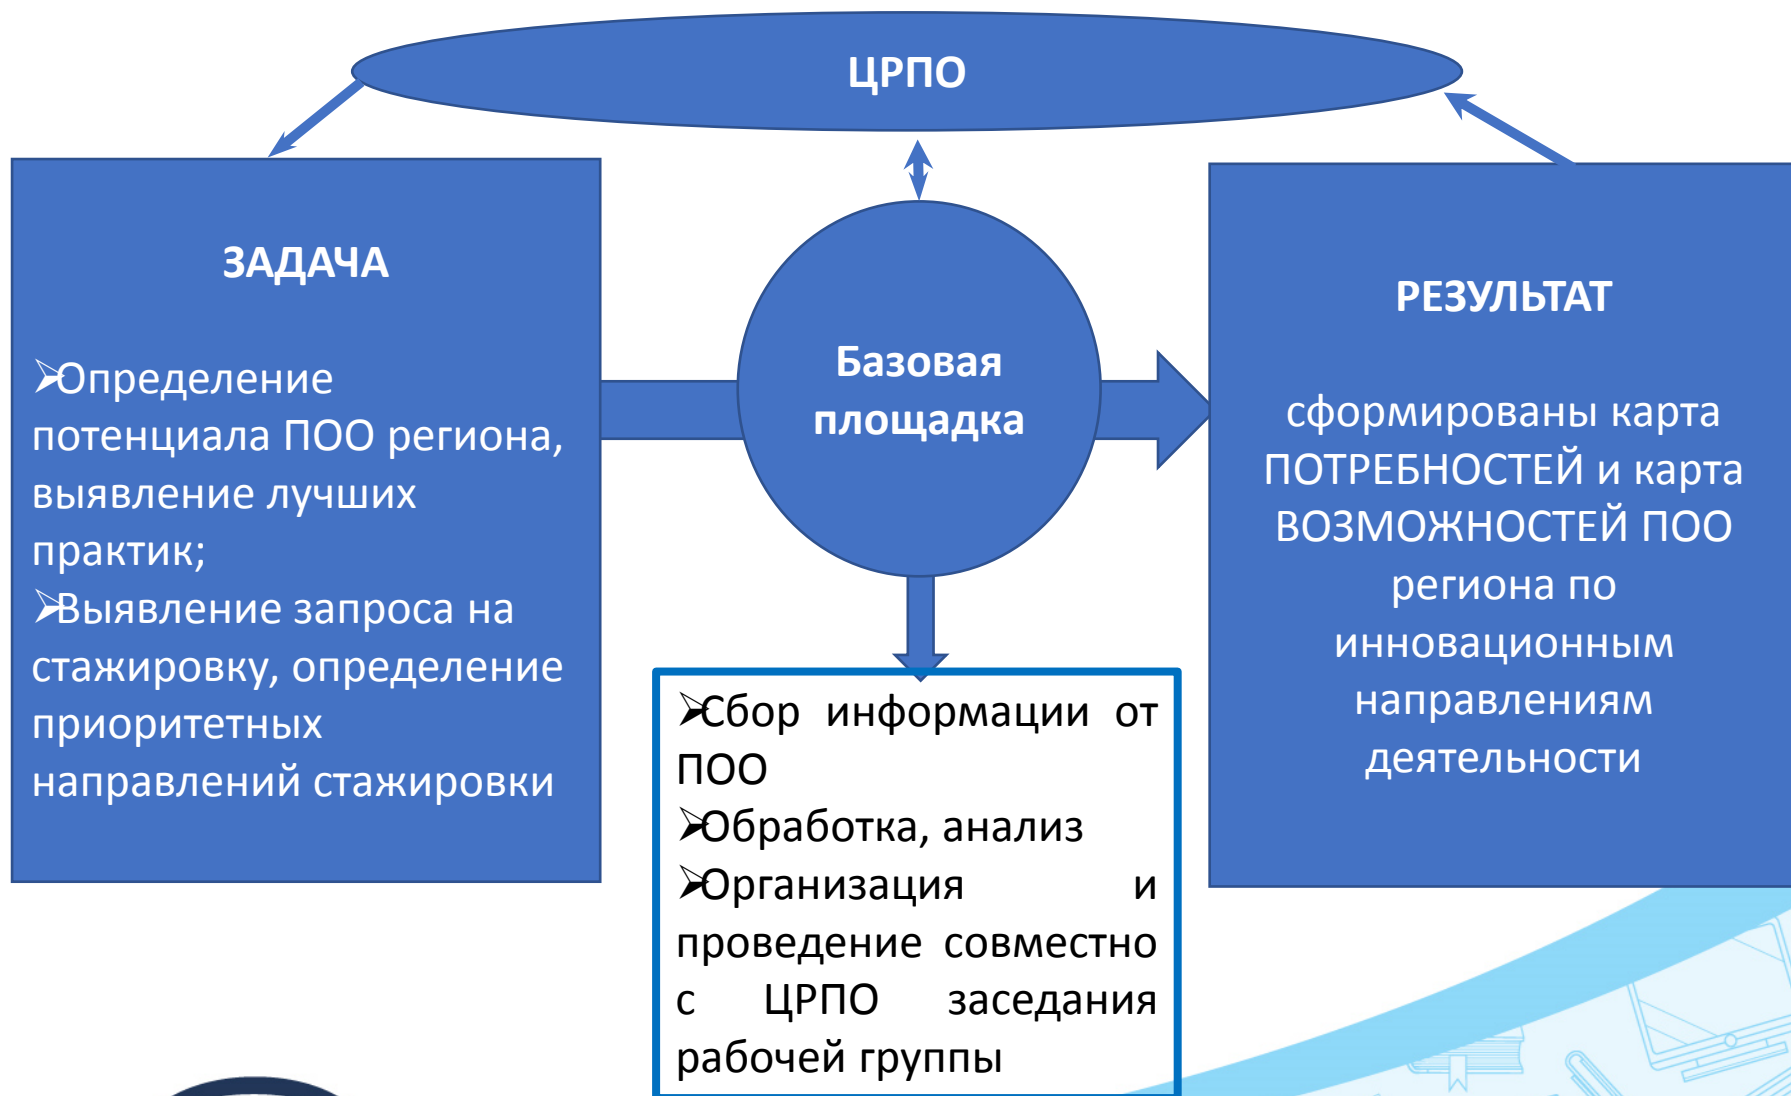 ЦРПО
ЗАДАЧА
➢Определение
потенциала ПОО региона,
выявление лучших
практик;
➢Выявление запроса на
стажировку, определение
приоритетных
направлений стажировки
Базовая
площадка
РЕЗУЛЬТАТ
сформированы карта
ПОТРЕБНОСТЕЙ и карта
ВОЗМОЖНОСТЕЙ ПОО
региона по
инновационным
направлениям
деятельности
➢Сбор информации от
ПОО
➢Обработка, анализ
➢Организация и
проведение совместно
с ЦРПО заседания
рабочей группы